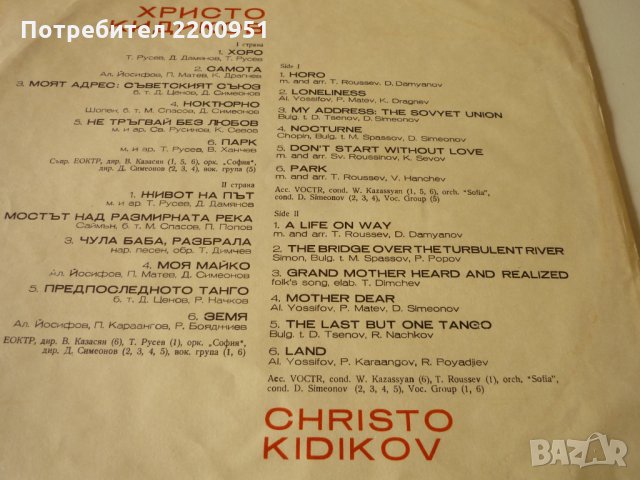 Потребител 2200951
ХРИСТО
КИДИКОВ
I страна
1. ХОРО
Т. Русев, Д. Дамянов, Т. Русев
2. САМОТА
Ал. Йосифов, П. Матев, К. Драгнев
3. МОЯТ АДРЕС: СЪВЕТСКИЯТ СЪЮЗ
б. т. Д. Ценов, Д. Симеонов
4. НОКТЮРНО
Шопен, б. т. М. Спасов, Д. Симеонов
5. НЕ ТРЪГВАЙ БЕЗ ЛЮБОВ
м. и ар. Св. Русинов, К. Севов
6. ПАРК
м. и ар. Т. Русев, В. Ханчев
Съпр. ЕОКТР, дир. В. Казасян (1, 5, 6), орк. „София“,
дир. Д. Симеонов (2, 3, 4), вок. група (5)
II страна
1. ЖИВОТ НА ПЪТ
м. и ар. Т. Русев, Д. Дамянов
МОСТЪТ НАД РАЗМИРНАТА РЕКА
Саймън, б. т. М. Спасов, П. Попов
3. ЧУЛА БАБА, РАЗБРАЛА
нар. песен, обр. Т. Димчев
4. МОЯ МАЙКО
Ал. Йосифов, П. Матев, Д. Симеонов
5. ПРЕДПОСЛЕДНОТО ТАНГО
б. т. Д. Ценов, Р. Начков
6. ЗЕМЯ
Ал. Йосифов, П. Караангов, Р. Бояджиев
ЕОКТР, дир. В. Казасян (6), Т. Русев (1), орк. „София“,
дир. Д. Симеонов (2, 3, 4, 5), вок. група (1, 6)
Side I
1. HORO
m. and arr. T. Roussev, D. Damyanov
2. LONELINESS
Al. Yossifov, P. Matev, K. Dragnev
3. MY ADDRESS: THE SOVYET UNION
Bulg. t. D. Tsenov, D. Simeonov
4. NOCTURNE
Chopin, Bulg. t. M. Spassov, D. Simeonov
5. DON'T START WITHOUT LOVE
m. and arr. Sv. Roussinov, K. Sevov
6. PARK
m. and arr. T. Roussev, V. Hanchev
Acc. VOCTR, cond. W. Kazassyan (1, 5, 6), orch. "Sofia",
cond. D. Simeonov (2, 3, 4), Voc. Group (5)
Side II
1. A LIFE ON WAY
m. and arr. T. Roussev, D. Damyanov
2. THE BRIDGE OVER THE TURBULENT RIVER
Simon, Bulg. t. M. Spassov, P. Popov
3. GRAND MOTHER HEARD AND REALIZED
folk's song, elab. T. Dimchev
4. MOTHER DEAR
Al. Yossifov, P. Matev, D. Simeonov
5. THE LAST BUT ONE TANGO
Bulg. t. D. Tsenov, R. Nachkov
6. LAND
Al. Yossifov, P. Karaangov, R. Poyadjiev
Acc. VOCTR, cond. W. Kazassyan (6), T. Roussev (1), orch. "Sofia",
cond. D. Simeonov (2, 3, 4, 5), Voc. Group (1, 6)
CHRISTO
KIDIKOV
BAZAR